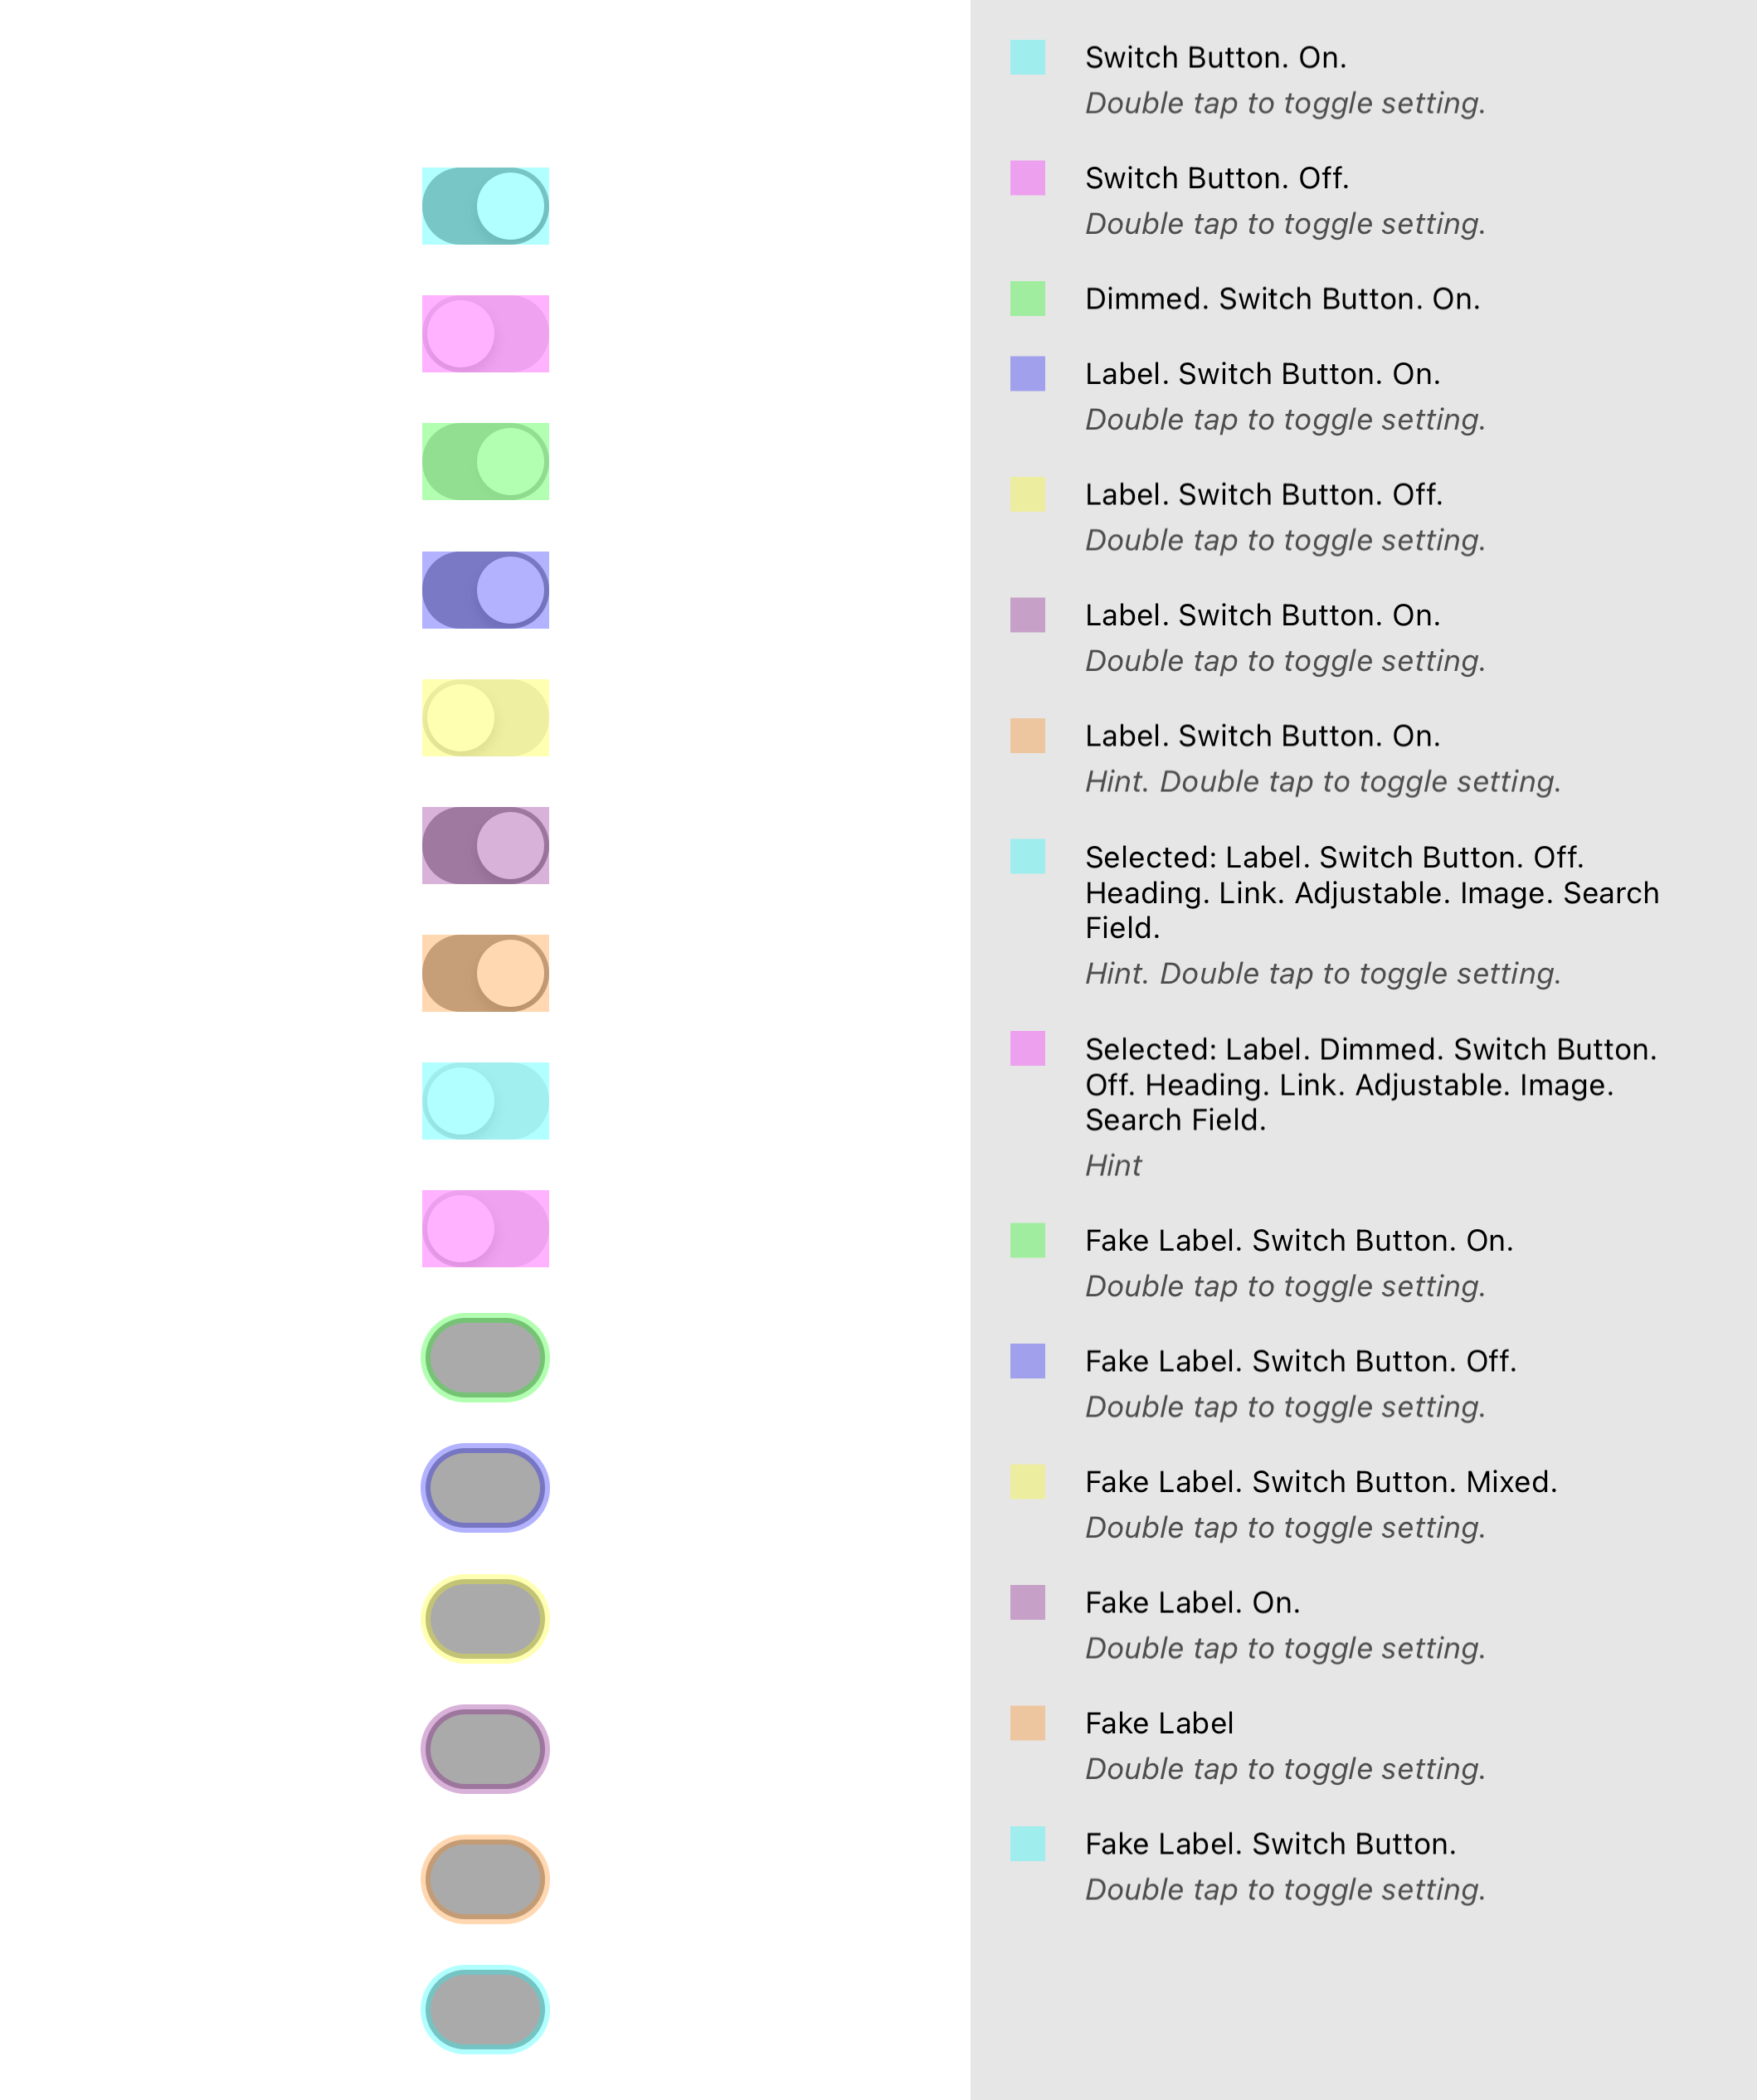 Switch Button. On.
Double tap to toggle setting.
Switch Button. Off.
Double tap to toggle setting.
Dimmed. Switch Button. On.
Label. Switch Button. On.
Double tap to toggle setting.
Label. Switch Button. Off.
Double tap to toggle setting.
Label. Switch Button. On.
Double tap to toggle setting.
Label. Switch Button. On.
Hint. Double tap to toggle setting.
Selected: Label. Switch Button. Off.
Heading. Link. Adjustable. Image. Search
Field.
Hint. Double tap to toggle setting.
Selected: Label. Dimmed. Switch Button.
Off. Heading. Link. Adjustable. Image.
Search Field.
Hint
Fake Label. Switch Button. On.
Double tap to toggle setting.
Fake Label. Switch Button. Off.
Double tap to toggle setting.
Fake Label. Switch Button. Mixed.
Double tap to toggle setting.
Fake Label. On.
Double tap to toggle setting.
Fake Label
Double tap to toggle setting.
Fake Label. Switch Button.
Double tap to toggle setting.